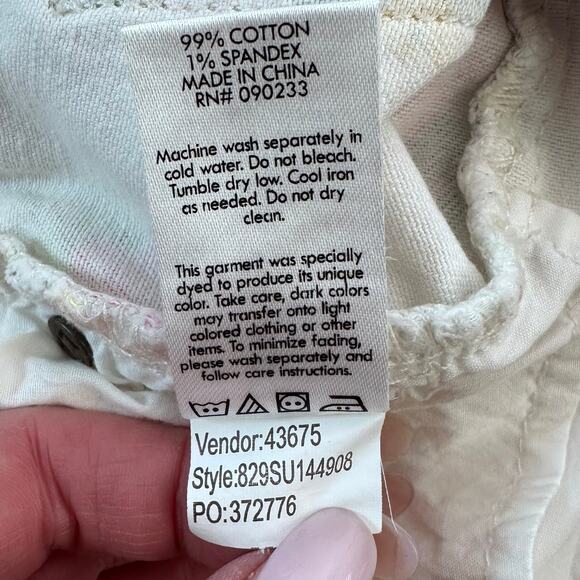 99% COTTON
1% SPANDEX
MADE IN CHINA
RN# 090233
Machine wash separately in
cold water. Do not bleach.
Tumble dry low. Cool iron
as needed. Do not dry
clean.
This garment was specially
dyed to produce its unique
color. Take care, dark colors
may transfer onto light
colored clothing or other
items. To minimize fading,
please wash separately and
follow care instructions.
Vendor:43675
Style:829SU144908
PO:372776